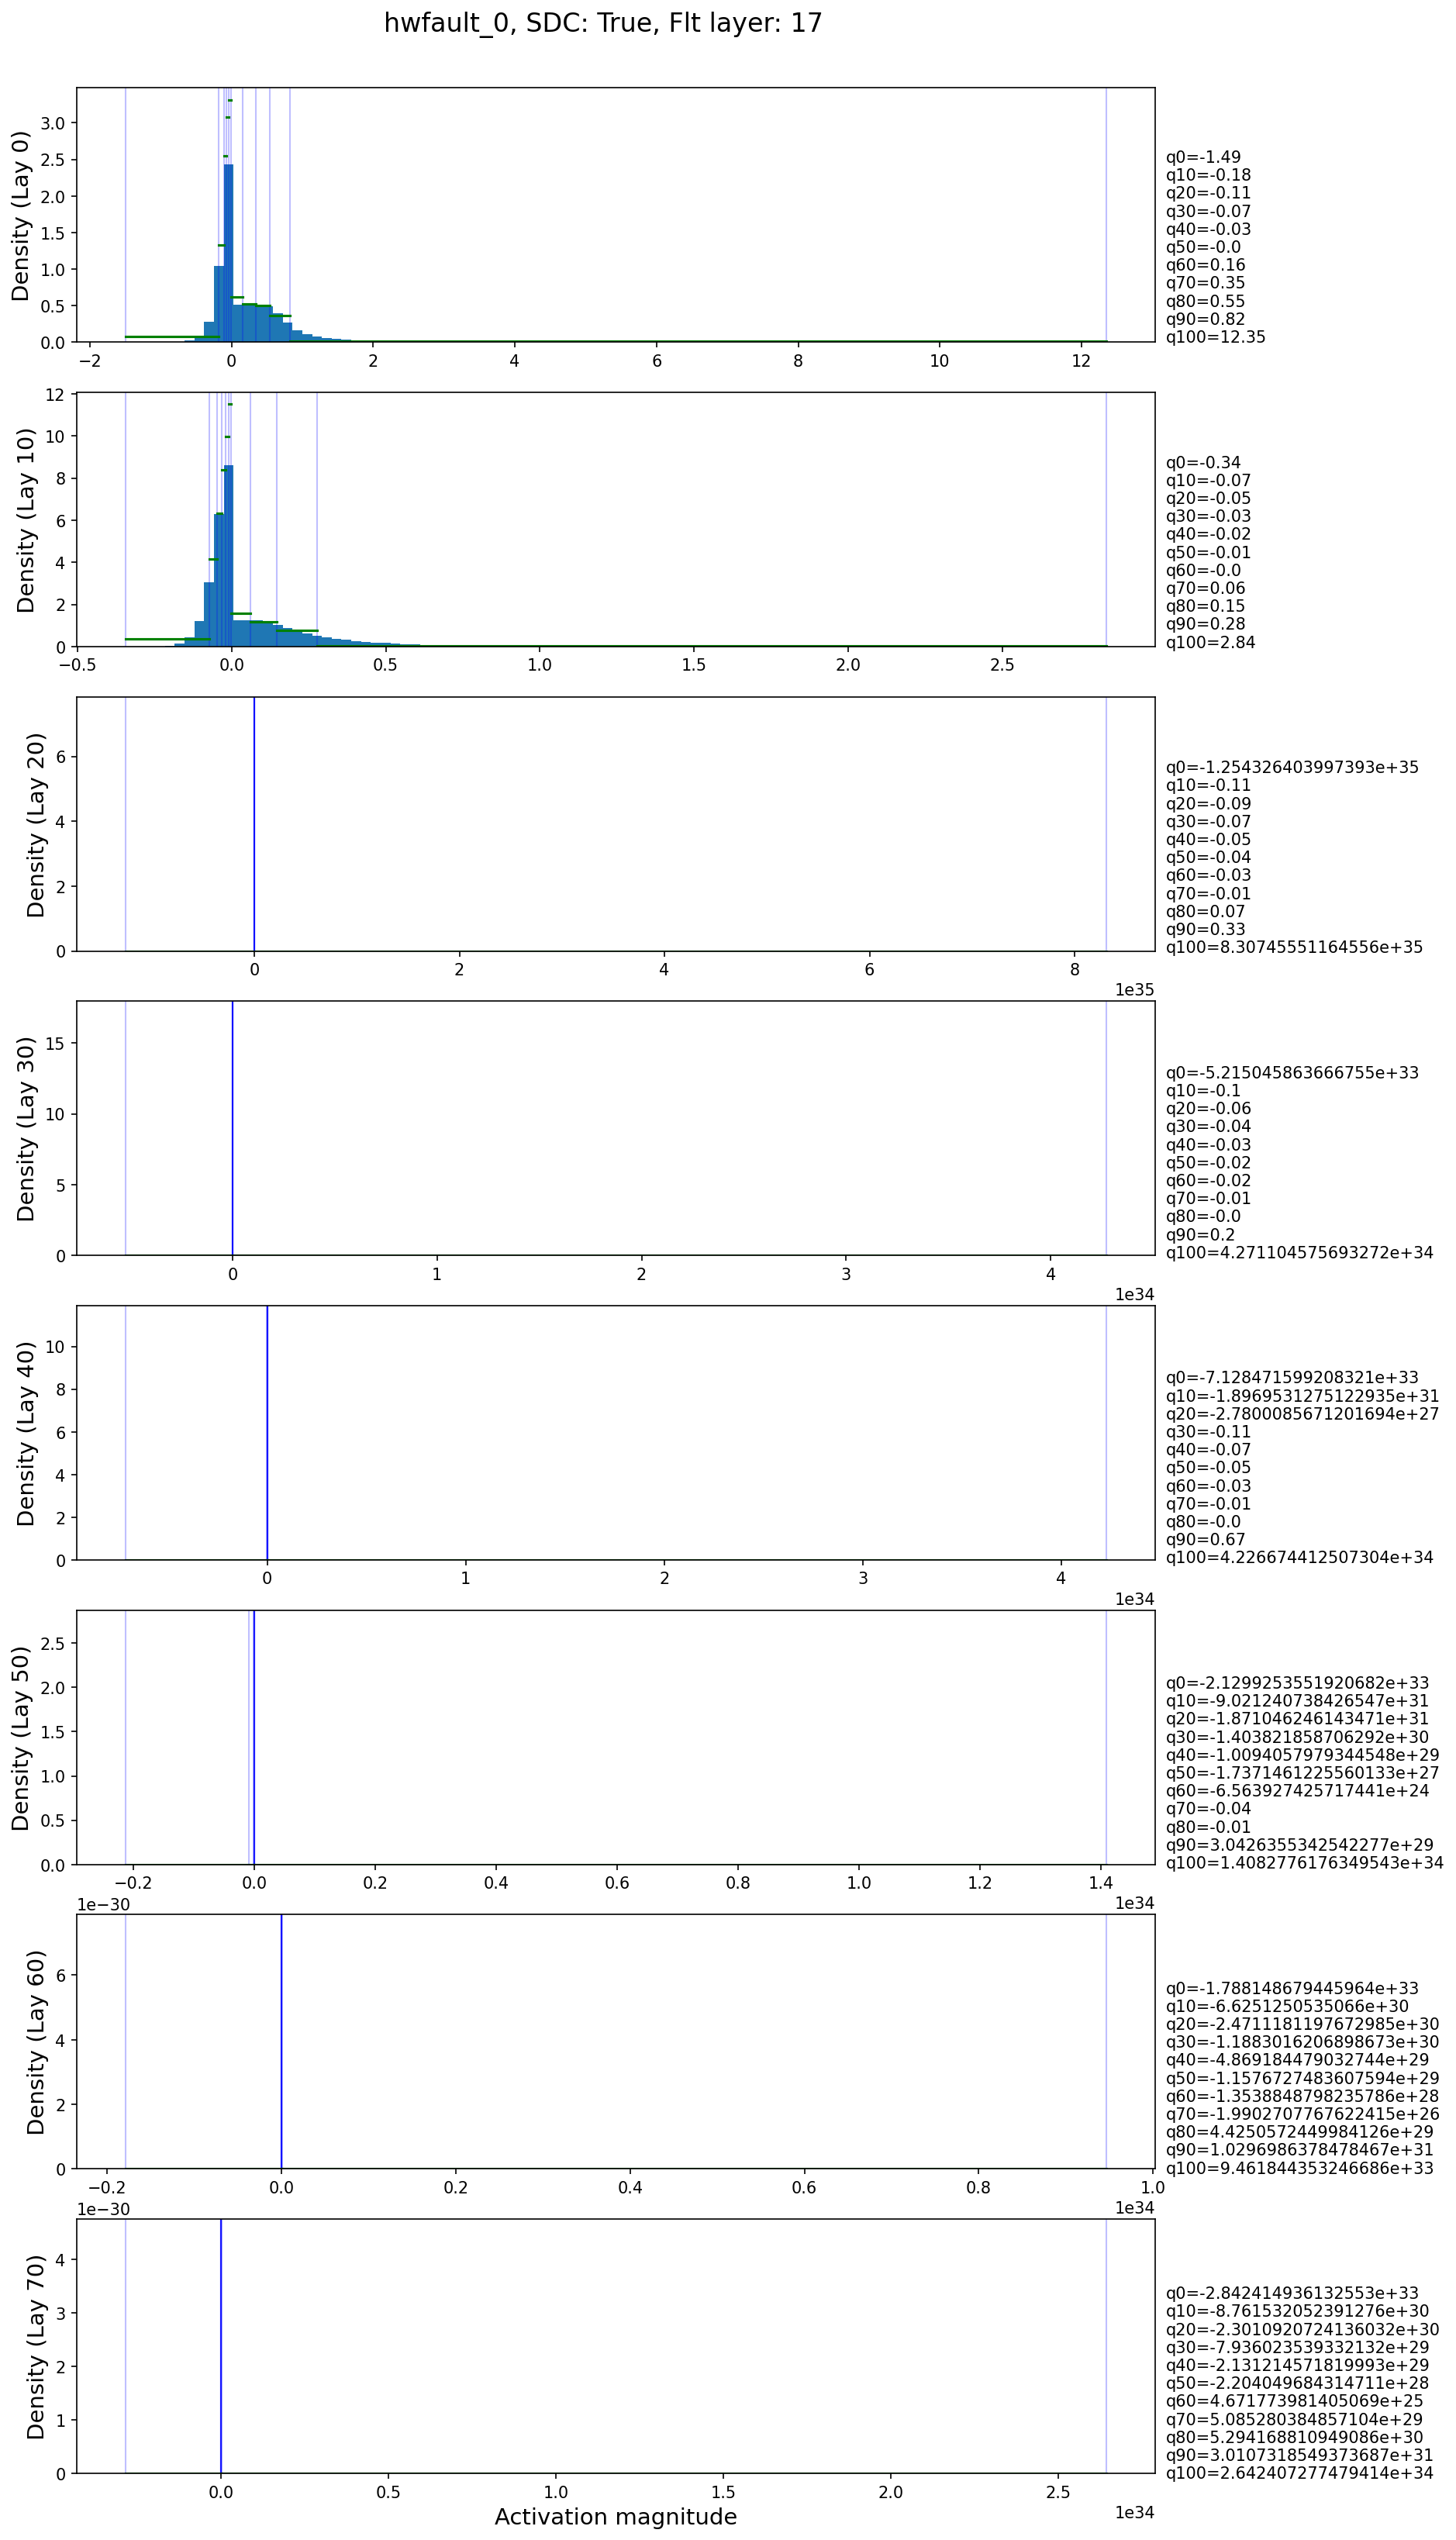 hwfault_0, SDC: True, Flt layer: 17
Density (Lay 0)
3.0
2.5
2.0
1.5
1.0
0.5
0.0
−2 0 2 4 6 8 10 12
q0=-1.49
q10=-0.18
q20=-0.11
q30=-0.07
q40=-0.03
q50=-0.0
q60=0.16
q70=0.35
q80=0.55
q90=0.82
q100=12.35
Density (Lay 10)
12
10
8
6
4
2
0
−0.5 0.0 0.5 1.0 1.5 2.0 2.5
q0=-0.34
q10=-0.07
q20=-0.05
q30=-0.03
q40=-0.02
q50=-0.01
q60=-0.0
q70=0.06
q80=0.15
q90=0.28
q100=2.84
Density (Lay 20)
6
4
2
0
0 2 4 6 8
1e35
q0=-1.254326403997393e+35
q10=-0.11
q20=-0.09
q30=-0.07
q40=-0.05
q50=-0.04
q60=-0.03
q70=-0.01
q80=0.07
q90=0.33
q100=8.30745551164556e+35
Density (Lay 30)
15
10
5
0
0 1 2 3 4
1e34
q0=-5.215045863666755e+33
q10=-0.1
q20=-0.06
q30=-0.04
q40=-0.03
q50=-0.02
q60=-0.02
q70=-0.01
q80=-0.0
q90=0.2
q100=4.271104575693272e+34
Density (Lay 40)
10
8
6
4
2
0
0 1 2 3 4
1e34
q0=-7.128471599208321e+33
q10=-1.8969531275122935e+31
q20=-2.7800085671201694e+27
q30=-0.11
q40=-0.07
q50=-0.05
q60=-0.03
q70=-0.01
q80=-0.0
q90=0.67
q100=4.226674412507304e+34
Density (Lay 50)
2.5
2.0
1.5
1.0
0.5
0.0
−0.2 0.0 0.2 0.4 0.6 0.8 1.0 1.2 1.4
1e34
q0=-2.1299253551920682e+33
q10=-9.021240738426547e+31
q20=-1.871046246143471e+31
q30=-1.403821858706292e+30
q40=-1.0094057979344548e+29
q50=-1.7371461225560133e+27
q60=-6.563927425717441e+24
q70=-0.04
q80=-0.01
q90=3.0426355342542277e+29
q100=1.4082776176349543e+34
1e−30
Density (Lay 60)
6
4
2
0
−0.2 0.0 0.2 0.4 0.6 0.8 1.0
1e34
q0=-1.788148679445964e+33
q10=-6.6251250535066e+30
q20=-2.4711181197672985e+30
q30=-1.1883016206898673e+30
q40=-4.869184479032744e+29
q50=-1.1576727483607594e+29
q60=-1.3538848798235786e+28
q70=-1.9902707767622415e+26
q80=4.4250572449984126e+29
q90=1.0296986378478467e+31
q100=9.461844353246686e+33
1e−30
Density (Lay 70)
4
3
2
1
0
0.0 0.5 1.0 1.5 2.0 2.5
1e34
Activation magnitude
q0=-2.842414936132553e+33
q10=-8.761532052391276e+30
q20=-2.3010920724136032e+30
q30=-7.936023539332132e+29
q40=-2.131214571819993e+29
q50=-2.204049684314711e+28
q60=4.671773981405069e+25
q70=5.085280384857104e+29
q80=5.294168810949086e+30
q90=3.0107318549373687e+31
q100=2.642407277479414e+34